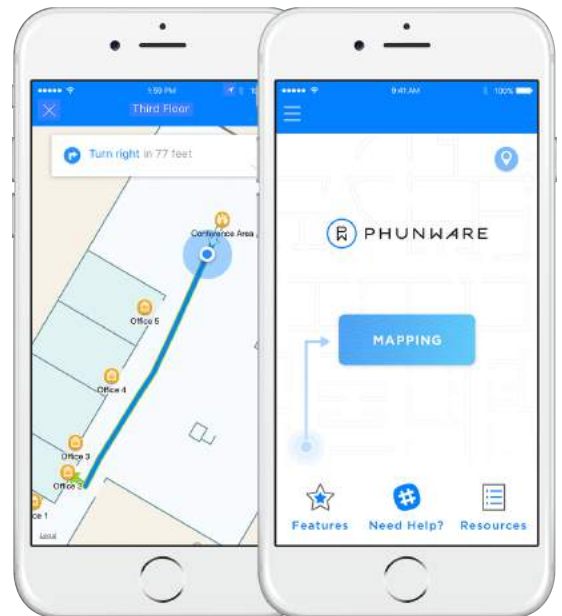 1:59 PM
Third Floor
Turn right in 77 feet
Conference Area
Office 5
Office 4
Office 3
Office 2
Legal
9:41 AM
100%
PHUNWARE
MAPPING
Features
Need Help?
Resources